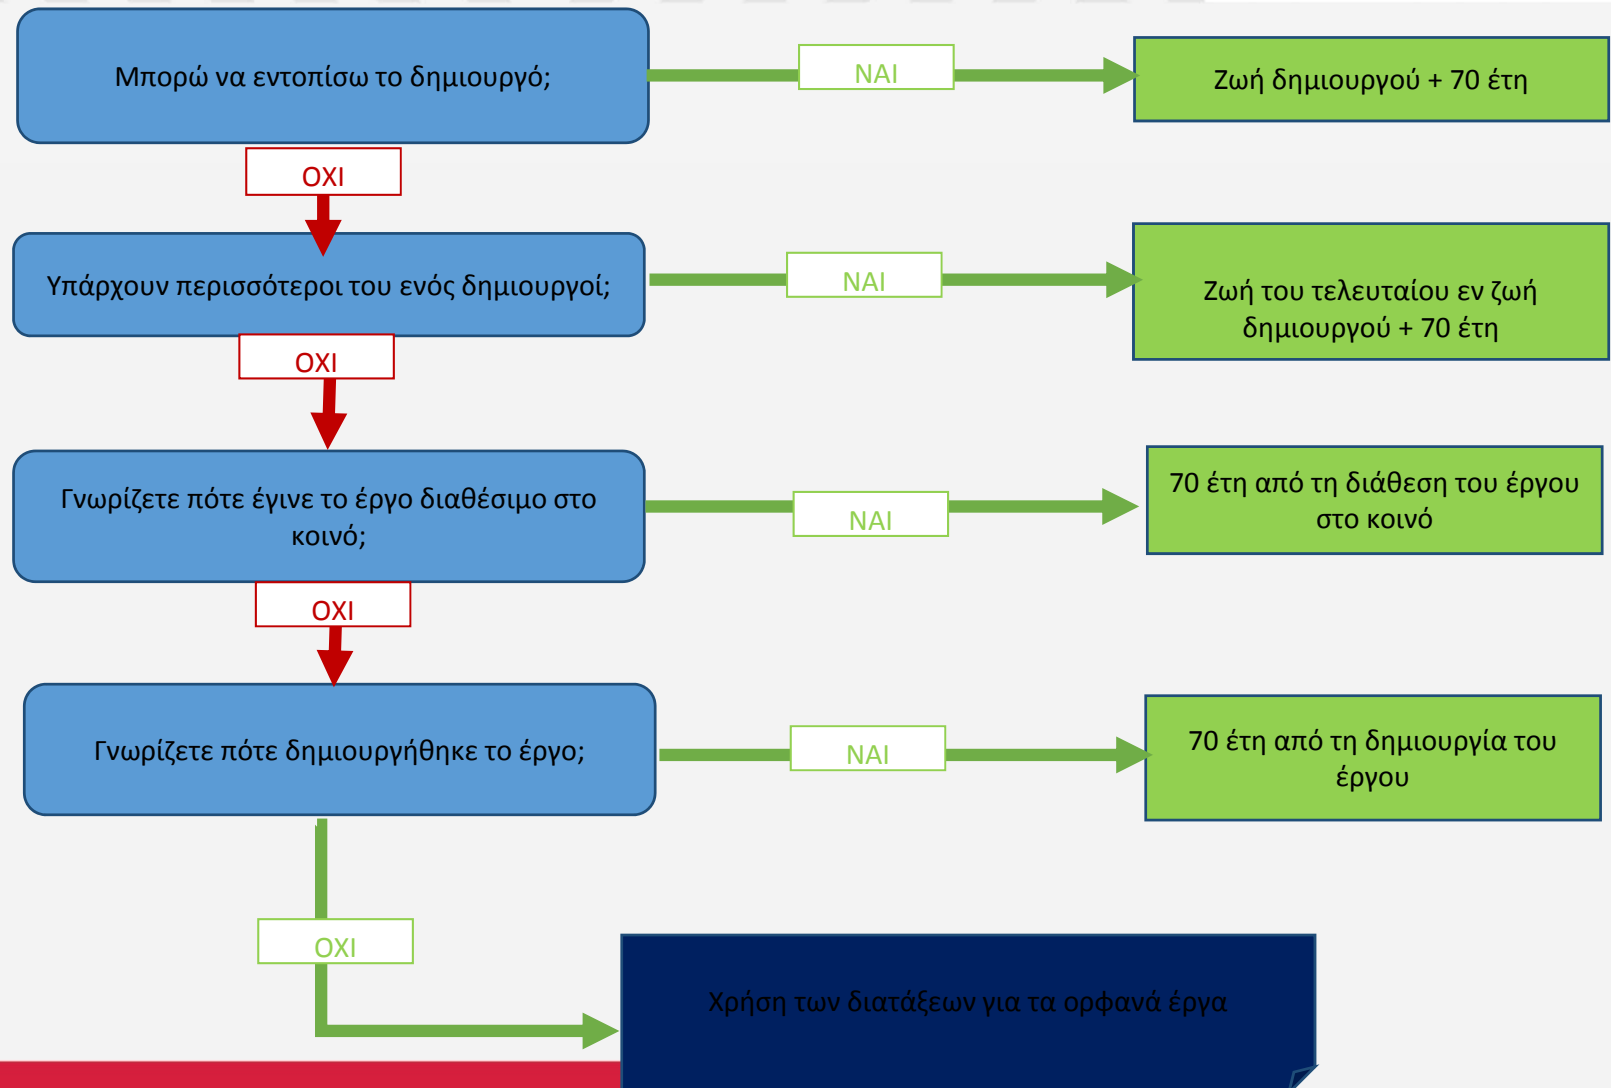 Μπορώ να εντοπίσω το δημιουργό;
ΝΑΙ
Ζωή δημιουργού + 70 έτη
ΟΧΙ
Υπάρχουν περισσότεροι του ενός δημιουργοί;
ΝΑΙ
Ζωή του τελευταίου εν ζωή
δημιουργού + 70 έτη
ΟΧΙ
Γνωρίζετε πότε έγινε το έργο διαθέσιμο στο
κοινό;
ΝΑΙ
70 έτη από τη διάθεση του έργου
στο κοινό
ΟΧΙ
Γνωρίζετε πότε δημιουργήθηκε το έργο;
ΝΑΙ
70 έτη από τη δημιουργία του
έργου
ΟΧΙ
Χρήση των διατάξεων για τα ορφανά έργα